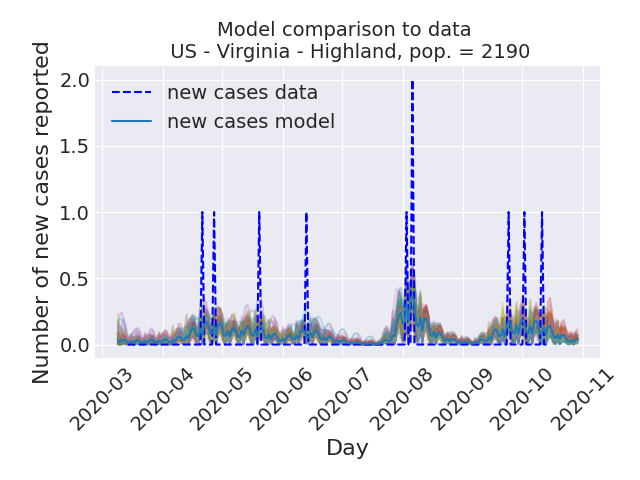 Model comparison to data
US - Virginia - Highland, pop. = 2190
Number of new cases reported
2.0
1.5
1.0
0.5
0.0
new cases data
new cases model
2020-03
2020-04
2020-05
2020-06
2020-07
2020-08
2020-09
2020-10
2020-11
Day